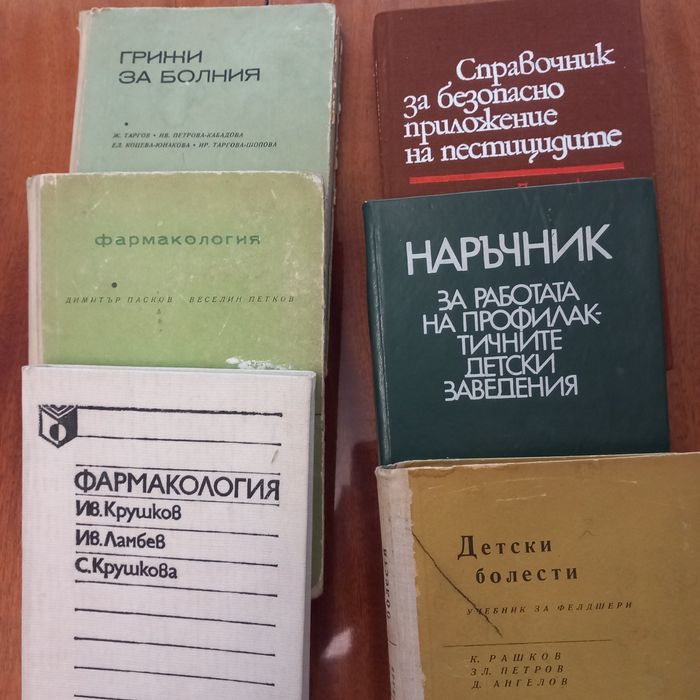 ГРИЖИ
ЗА БОЛНИЯ
Ж. ТАРГОВ • ИВ. ПЕТРОВА-КАБАДОВА
ЕЛ. КОЦЕВА-ЮНАКОВА • ИР. ТАРГОВА-ШОПОВА
фармакология
ДИМИТЪР ПАСКОВ ВЕСЕЛИН ПЕТКОВ
ФАРМАКОЛОГИЯ
Ив. Крушков
Ив. Ламбев
С. Крушкова
Справочник
за безопасно
приложение
на пестицидите
НАРЪЧНИК
ЗА РАБОТАТА
НА ПРОФИЛАК-
ТИЧНИТЕ
ДЕТСКИ
ЗАВЕДЕНИЯ
Детски
болести
УЧЕБНИК ЗА ФЕЛДШЕРИ
К. РАШКОВ
ЗЛ. ПЕТРОВ
Д. АНГЕЛОВ